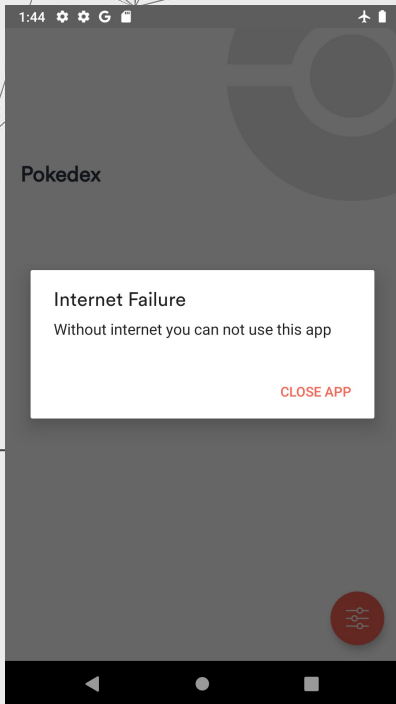 1:44 G
Pokedex
Internet Failure
Without internet you can not use this app
CLOSE APP